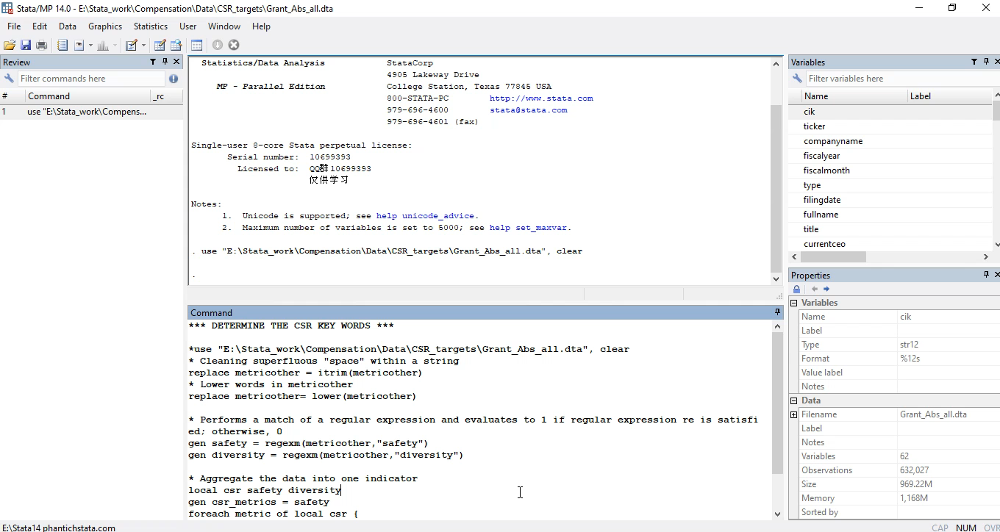 Stata/MP 14.0 - E:\Stata_work\Compensation\Data\CSR_targets\Grant_Abs_all.dta
File Edit Data Graphics Statistics User Window Help
Review
Filter commands here
# Command _rc
1 use "E:\Stata_work\Compens...
Statistics/Data Analysis StataCorp
4905 Lakeway Drive
MP - Parallel Edition College Station, Texas 77845 USA
800-STATA-PC http://www.stata.com
979-696-4600 stata@stata.com
979-696-4601 (fax)
Single-user 8-core Stata perpetual license:
Serial number: 10699393
Licensed to: QQ群10699393
仅供学习
Notes:
1. Unicode is supported; see help unicode_advice.
2. Maximum number of variables is set to 5000; see help set_maxvar.
. use "E:\Stata_work\Compensation\Data\CSR_targets\Grant_Abs_all.dta", clear
.
Command
*** DETERMINE THE CSR KEY WORDS ***
*use "E:\Stata_work\Compensation\Data\CSR_targets\Grant_Abs_all.dta", clear
* Cleaning superfluous "space" within a string
replace metricother = itrim(metricother)
* Lower words in metricother
replace metricother= lower(metricother)
* Performs a match of a regular expression and evaluates to 1 if regular expression re is satisfi
ed; otherwise, 0
gen safety = regexm(metricother,"safety")
gen diversity = regexm(metricother,"diversity")
* Aggregate the data into one indicator
local csr safety diversity
gen csr_metrics = safety
foreach metric of local csr {
Variables
Filter variables here
Name Label
cik
ticker
companyname
fiscalyear
fiscalmonth
type
filingdate
fullname
title
currentceo
Properties
Variables
Name cik
Label
Type str12
Format %12s
Value label
Notes
Data
Filename Grant_Abs_all.dta
Label
Notes
Variables 62
Observations 632,027
Size 969.22M
Memory 1,168M
Sorted by
E:\Stata14 phantichstata.com
CAP NUM OVR